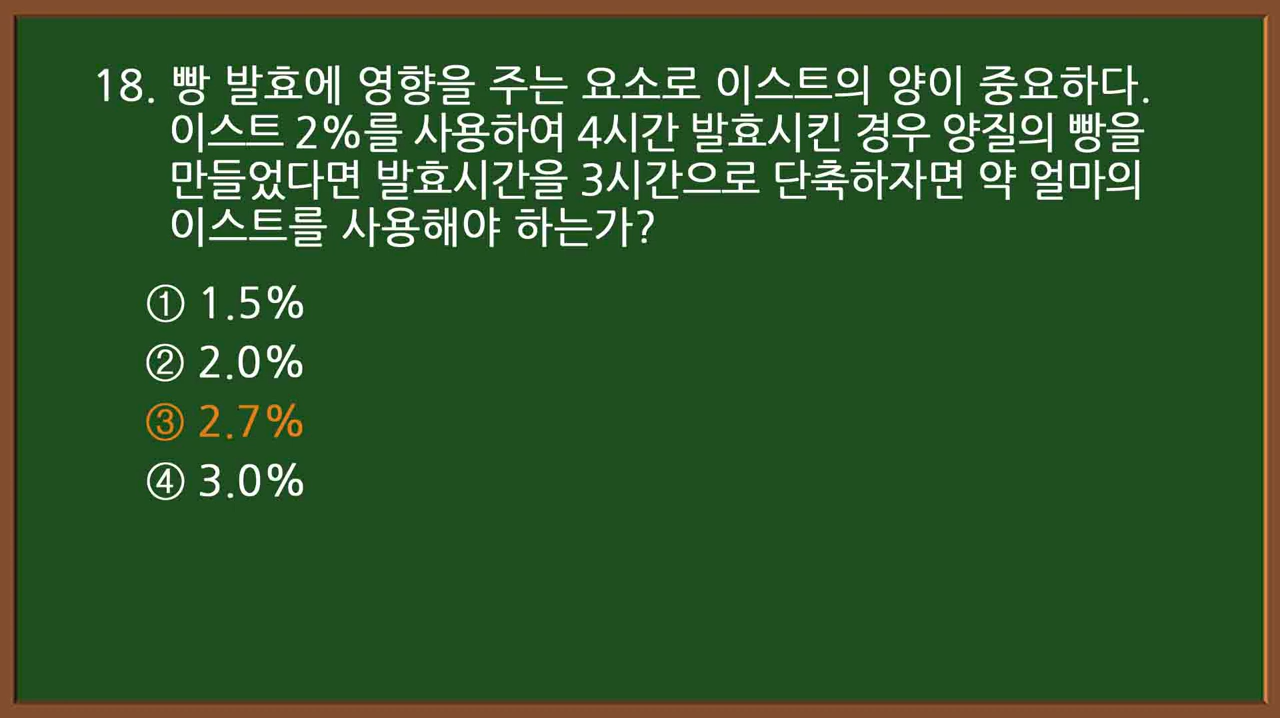 18. 빵 발효에 영향을 주는 요소로 이스트의 양이 중요하다.
이스트 2%를 사용하여 4시간 발효시킨 경우 양질의 빵을
만들었다면 발효시간을 3시간으로 단축하자면 약 얼마의
이스트를 사용해야 하는가?
① 1.5%
② 2.0%
③ 2.7%
④ 3.0%